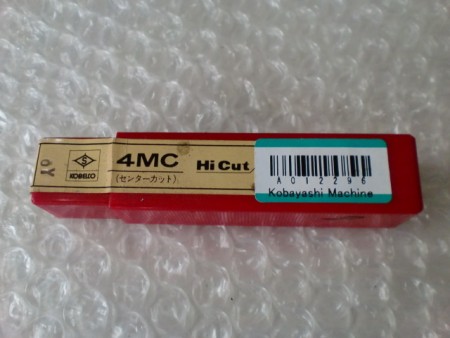 KOBELCO
4MC Hi Cut
(センターカット)
A012296
Kobayashi Machine